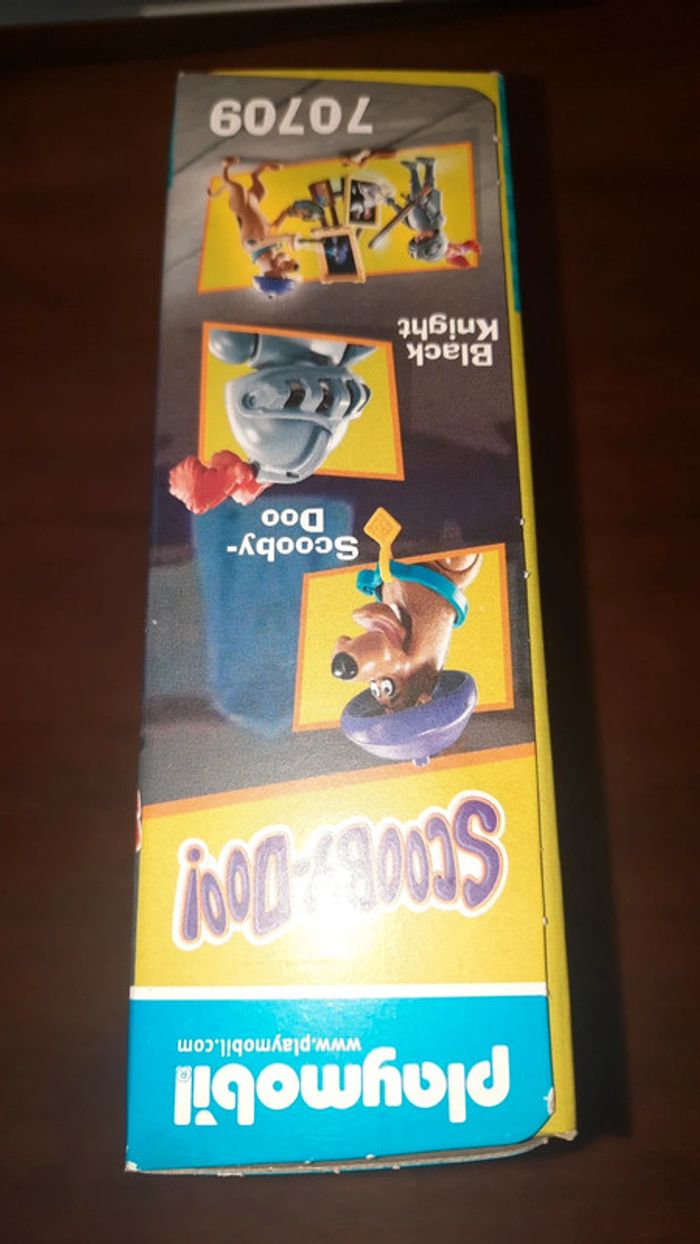 playmobil®
www.playmobil.com
SCOOBY-DOO!
Scooby-
Doo
Black
Knight
70709